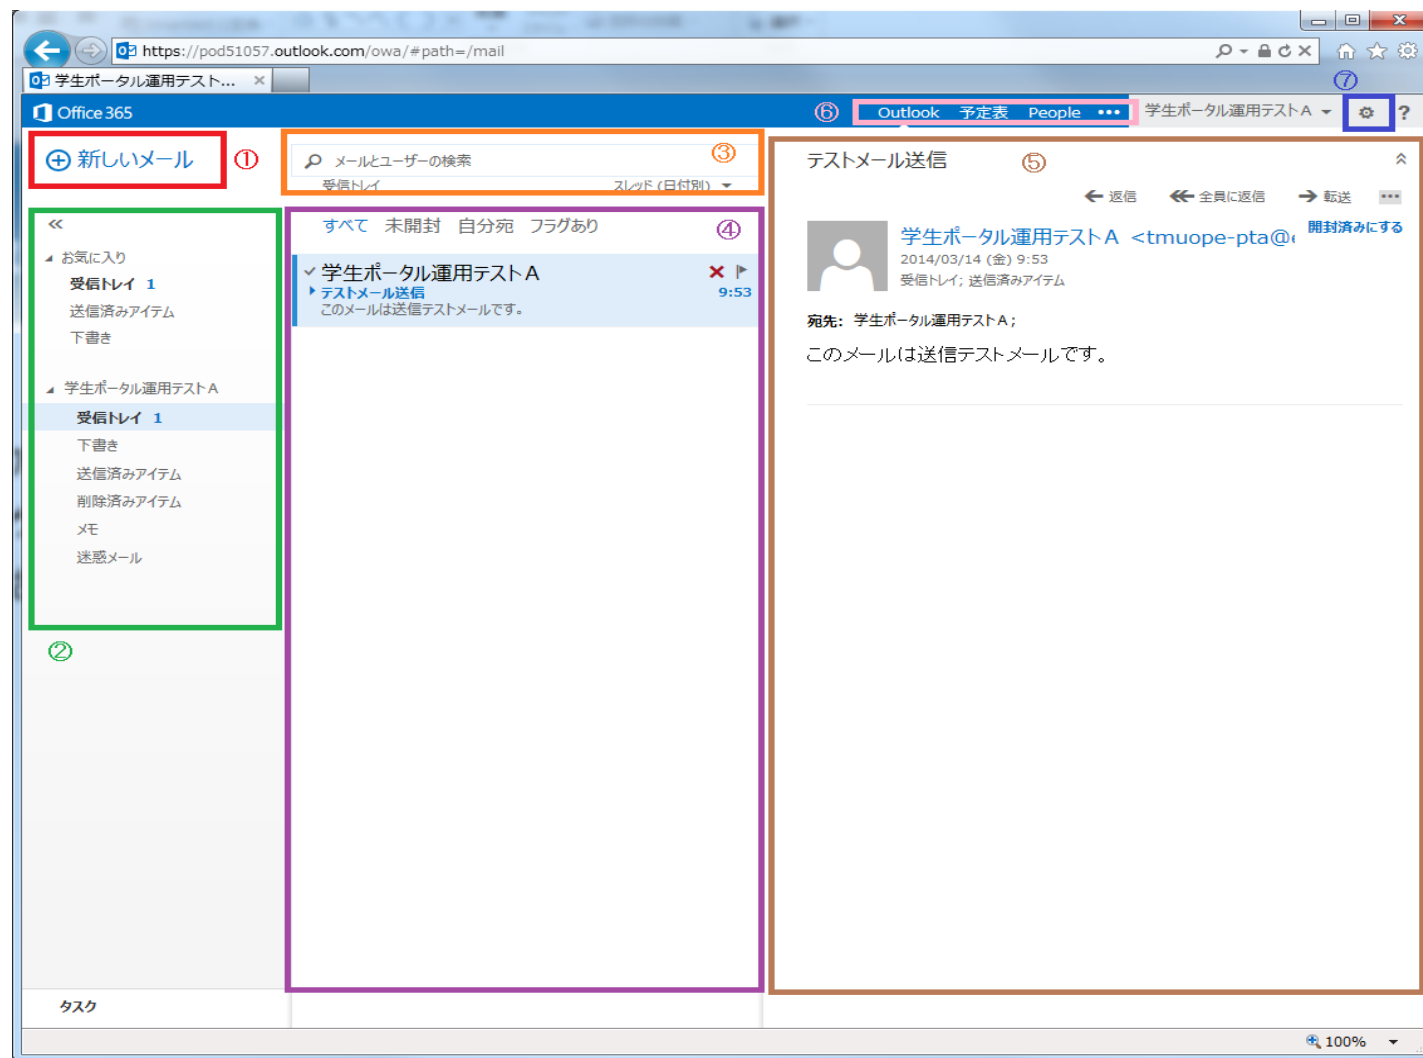 https://pod51057.outlook.com/owa/#path=/mail
学生ポータル運用テスト...
⑦
Office 365
⑥ Outlook 予定表 People ••• 学生ポータル運用テストA ?
新しいメール ①
メールとユーザーの検索 ③
受信トレイ スレッド (日付別)
②
«
お気に入り
受信トレイ 1
送信済みアイテム
下書き
学生ポータル運用テストA
受信トレイ 1
下書き
送信済みアイテム
削除済みアイテム
メモ
迷惑メール
タスク
すべて 未開封 自分宛 フラグあり ④
学生ポータル運用テストA
テストメール送信 9:53
このメールは送信テストメールです。
テストメール送信 ⑤
返信 全員に返信 転送 •••
開封済みにする
学生ポータル運用テストA <tmuope-pta@
2014/03/14 (金) 9:53
受信トレイ; 送信済みアイテム
宛先: 学生ポータル運用テストA;
このメールは送信テストメールです。
100%